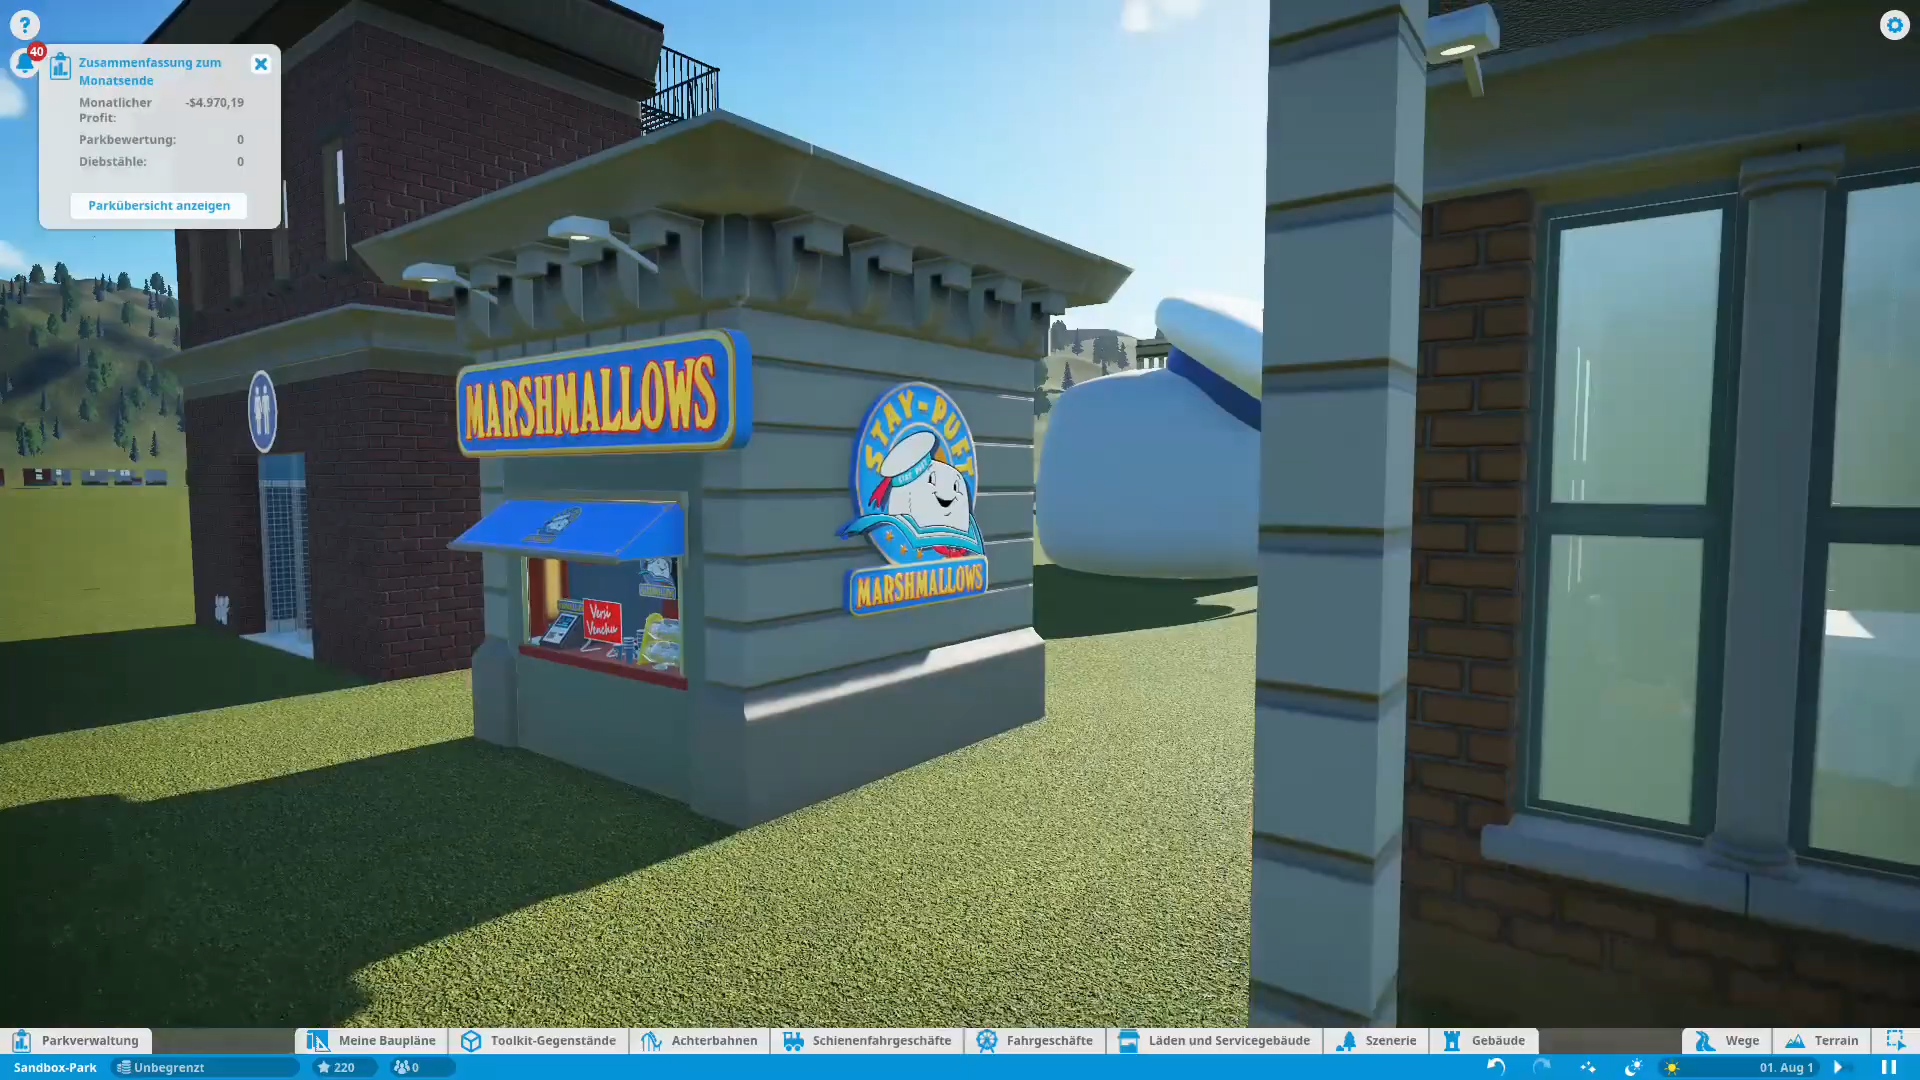 ?
40
Zusammenfassung zum
Monatsende
Monatlicher
Profit:
-$4.970,19
Parkbewertung: 0
Diebstähle: 0
Parkübersicht anzeigen
MARSHMALLOWS
STAY-PUFT
MARSHMALLOWS
Parkverwaltung
Meine Baupläne
Toolkit-Gegenstände
Achterbahnen
Schienenfahrgeschäfte
Fahrgeschäfte
Läden und Servicegebäude
Szenerie
Gebäude
Wege
Terrain
Sandbox-Park
Unbegrenzt
220
0
01. Aug 1